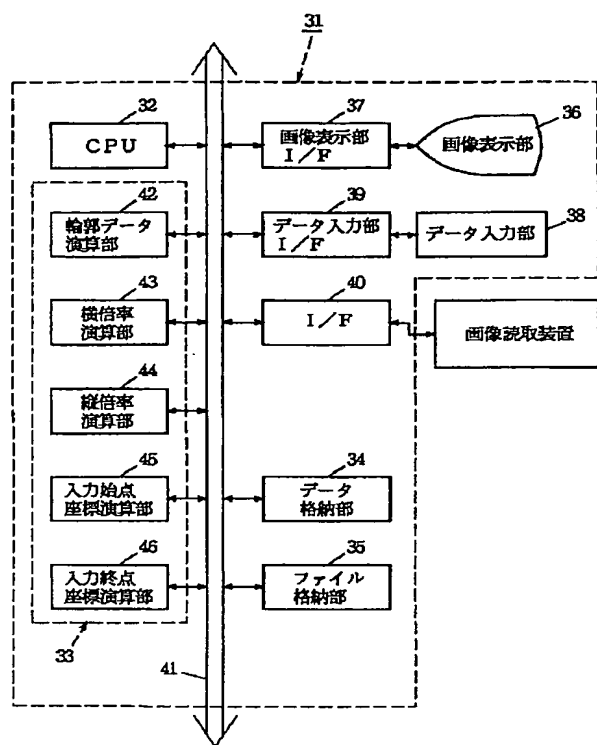 31
32
CPU
37
画像表示部
I/F
36
画像表示部
42
輪郭データ
演算部
39
データ入力部
I/F
38
データ入力部
43
横倍率
演算部
40
I/F
画像読取装置
44
縦倍率
演算部
45
入力始点
座標演算部
34
データ
格納部
46
入力終点
座標演算部
35
ファイル
格納部
33
41